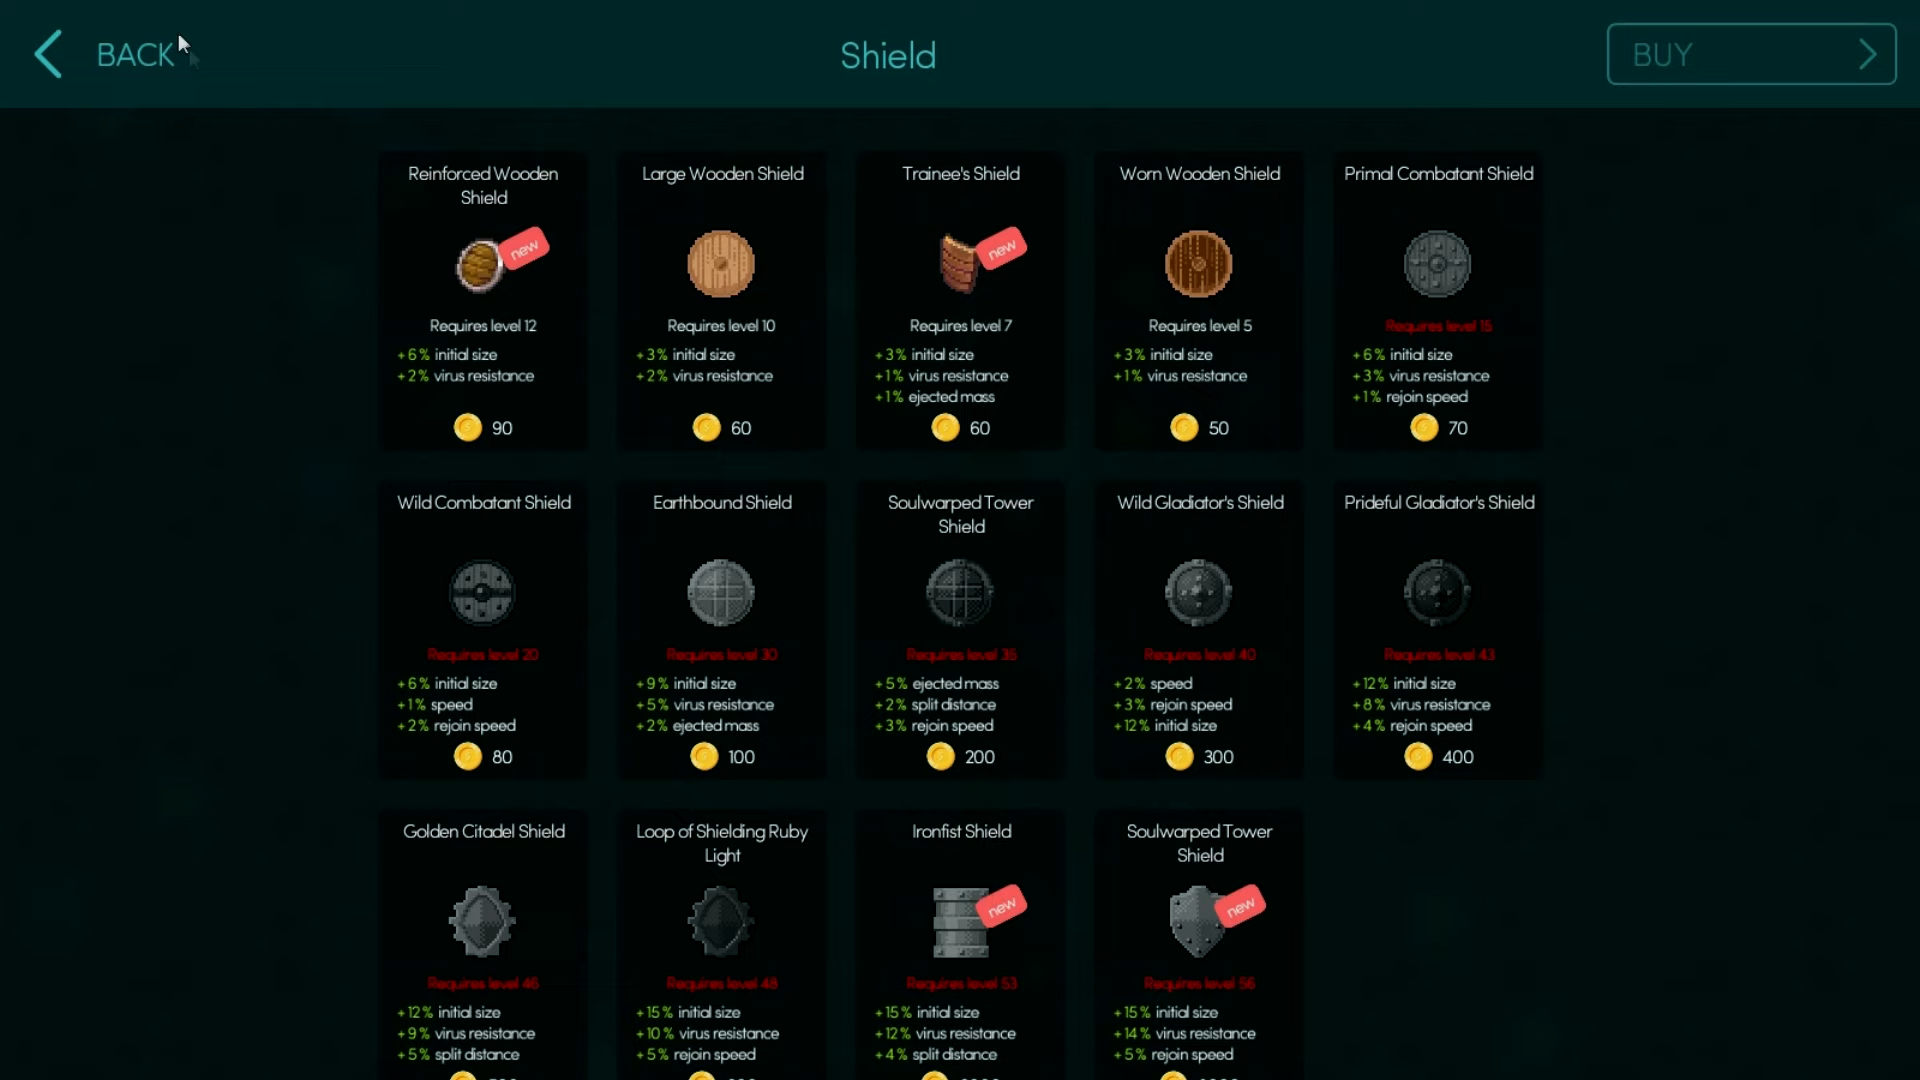 BACK
Shield
BUY
Reinforced Wooden
Shield
new
Requires level 12
+6% initial size
+2% virus resistance
90
Large Wooden Shield
Requires level 10
+3% initial size
+2% virus resistance
60
Trainee's Shield
new
Requires level 7
+3% initial size
+1% virus resistance
+1% ejected mass
60
Worn Wooden Shield
Requires level 5
+3% initial size
+1% virus resistance
50
Primal Combatant Shield
Requires level 15
+6% initial size
+3% virus resistance
+1% rejoin speed
70
Wild Combatant Shield
Requires level 20
+6% initial size
+1% speed
+2% rejoin speed
80
Earthbound Shield
Requires level 30
+9% initial size
+5% virus resistance
+2% ejected mass
100
Soulwarped Tower
Shield
Requires level 35
+5% ejected mass
+2% split distance
+3% rejoin speed
200
Wild Gladiator's Shield
Requires level 40
+2% speed
+3% rejoin speed
+12% initial size
300
Prideful Gladiator's Shield
Requires level 43
+12% initial size
+8% virus resistance
+4% rejoin speed
400
Golden Citadel Shield
Requires level 46
+12% initial size
+9% virus resistance
+5% split distance
Loop of Shielding Ruby
Light
Requires level 48
+15% initial size
+10% virus resistance
+5% rejoin speed
Ironfist Shield
new
Requires level 53
+15% initial size
+12% virus resistance
+4% split distance
Soulwarped Tower
Shield
new
Requires level 56
+15% initial size
+14% virus resistance
+5% rejoin speed